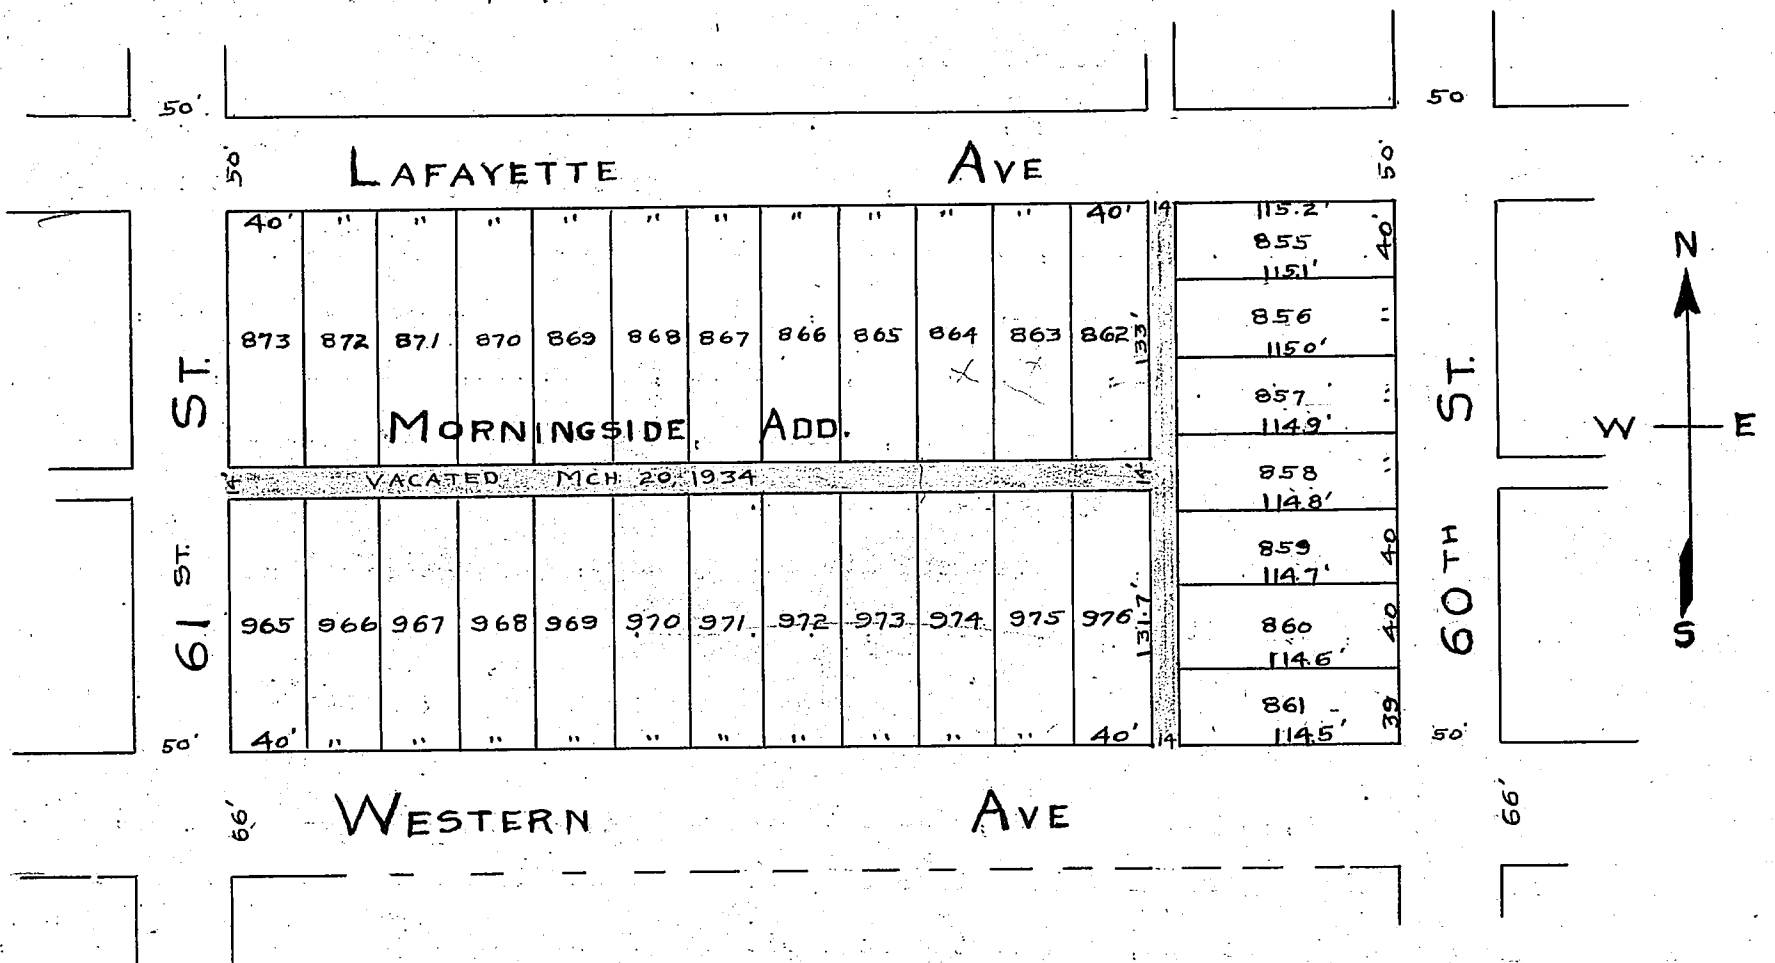 50'. 50
50' LAFAYETTE AVE 50'
40' " " " " " " " " " " 40' 14 115.2'
855 40'
115.1'
873 872 871 870 869 868 867 866 865 864 863 862 133'
856 "
115.0'
857 "
114.9'
858 "
114.8'
859 40
114.7'
860 40
114.6'
861 39
114.5'
MORNINGSIDE ADD.
14' VACATED MCH. 20, 1934 14'
965 966 967 968 969 970 971 972 973 974 975 976 131.7'
40' " " " " " " " " " " 40' 14
50' 50'
66' WESTERN AVE 66'
61 ST. ST.
60TH ST.
N
W E
S